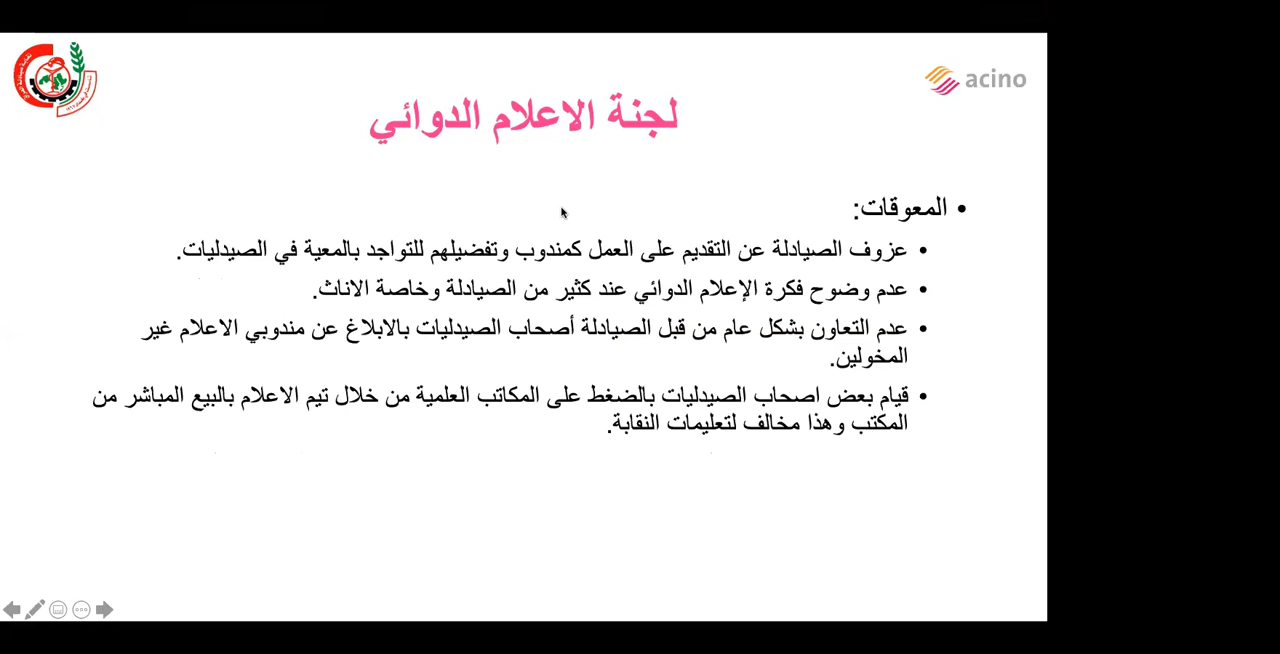 acino
لجنة الاعلام الدوائي
• المعوقات:
• عزوف الصيادلة عن التقديم على العمل كمندوب وتفضيلهم للتواجد بالمعية في الصيدليات.
• عدم وضوح فكرة الإعلام الدوائي عند كثير من الصيادلة وخاصة الاناث.
• عدم التعاون بشكل عام من قبل الصيادلة أصحاب الصيدليات بالابلاغ عن مندوبي الاعلام غير
المخولين.
• قيام بعض اصحاب الصيدليات بالضغط على المكاتب العلمية من خلال تيم الاعلام بالبيع المباشر من
المكتب وهذا مخالف لتعليمات النقابة.